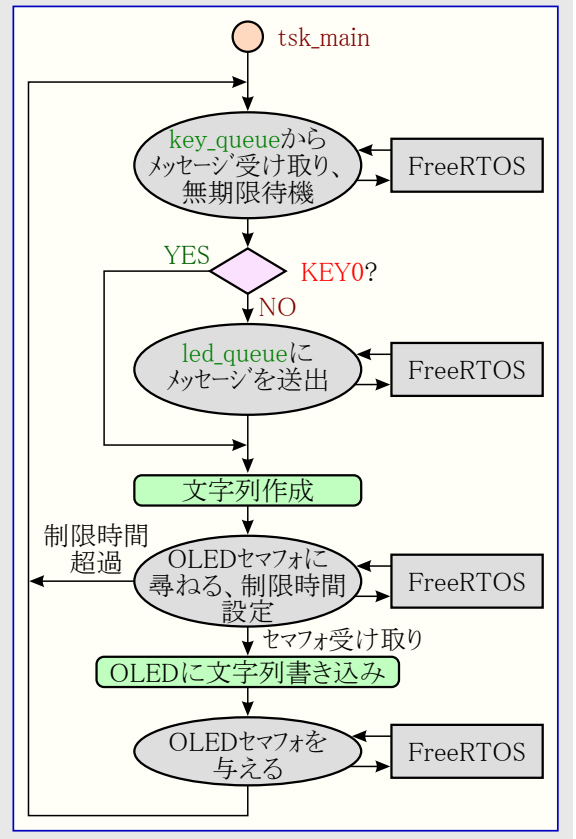 tsk_main
key_queueから
メッセージ受け取り、
無期限待機
FreeRTOS
YES
KEY0?
NO
led_queueに
メッセージを送出
FreeRTOS
文字列作成
制限時間
超過
OLEDセマフォに
尋ねる、制限時間
設定
FreeRTOS
セマフォ受け取り
OLEDに文字列書き込み
OLEDセマフォを
与える
FreeRTOS